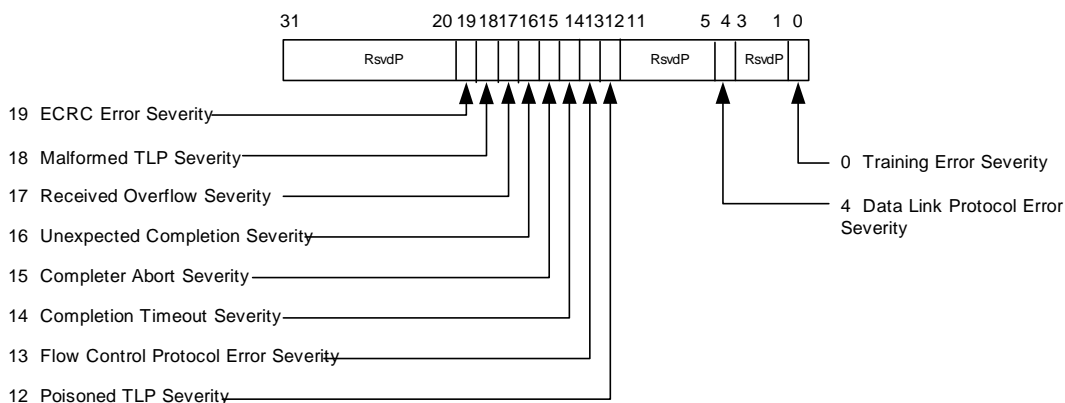 31 20 19 18 17 16 15 14 13 12 11 5 4 3 1 0
RsvdP RsvdP RsvdP
19 ECRC Error Severity
18 Malformed TLP Severity
0 Training Error Severity
17 Received Overflow Severity
4 Data Link Protocol Error
Severity
16 Unexpected Completion Severity
15 Completer Abort Severity
14 Completion Timeout Severity
13 Flow Control Protocol Error Severity
12 Poisoned TLP Severity